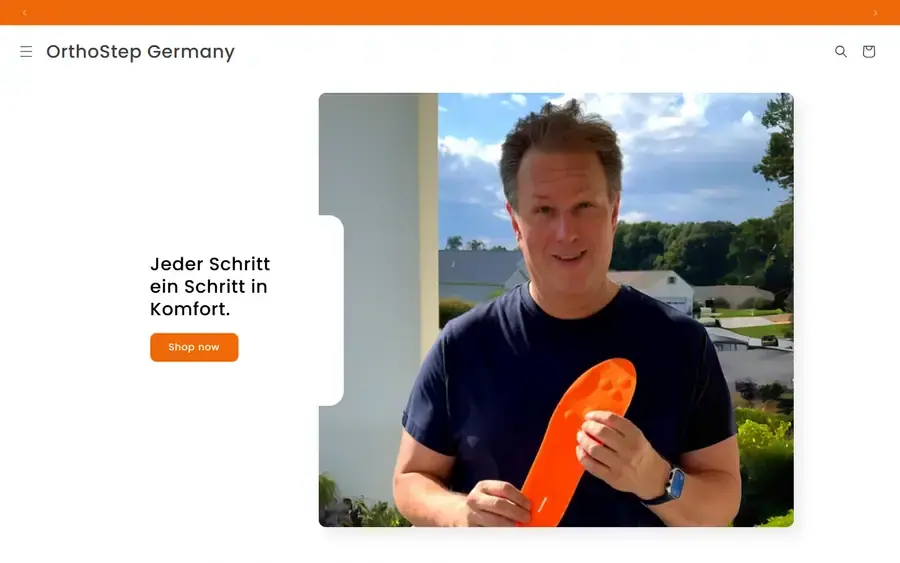 OrthoStep Germany
Jeder Schritt
ein Schritt in
Komfort.
Shop now